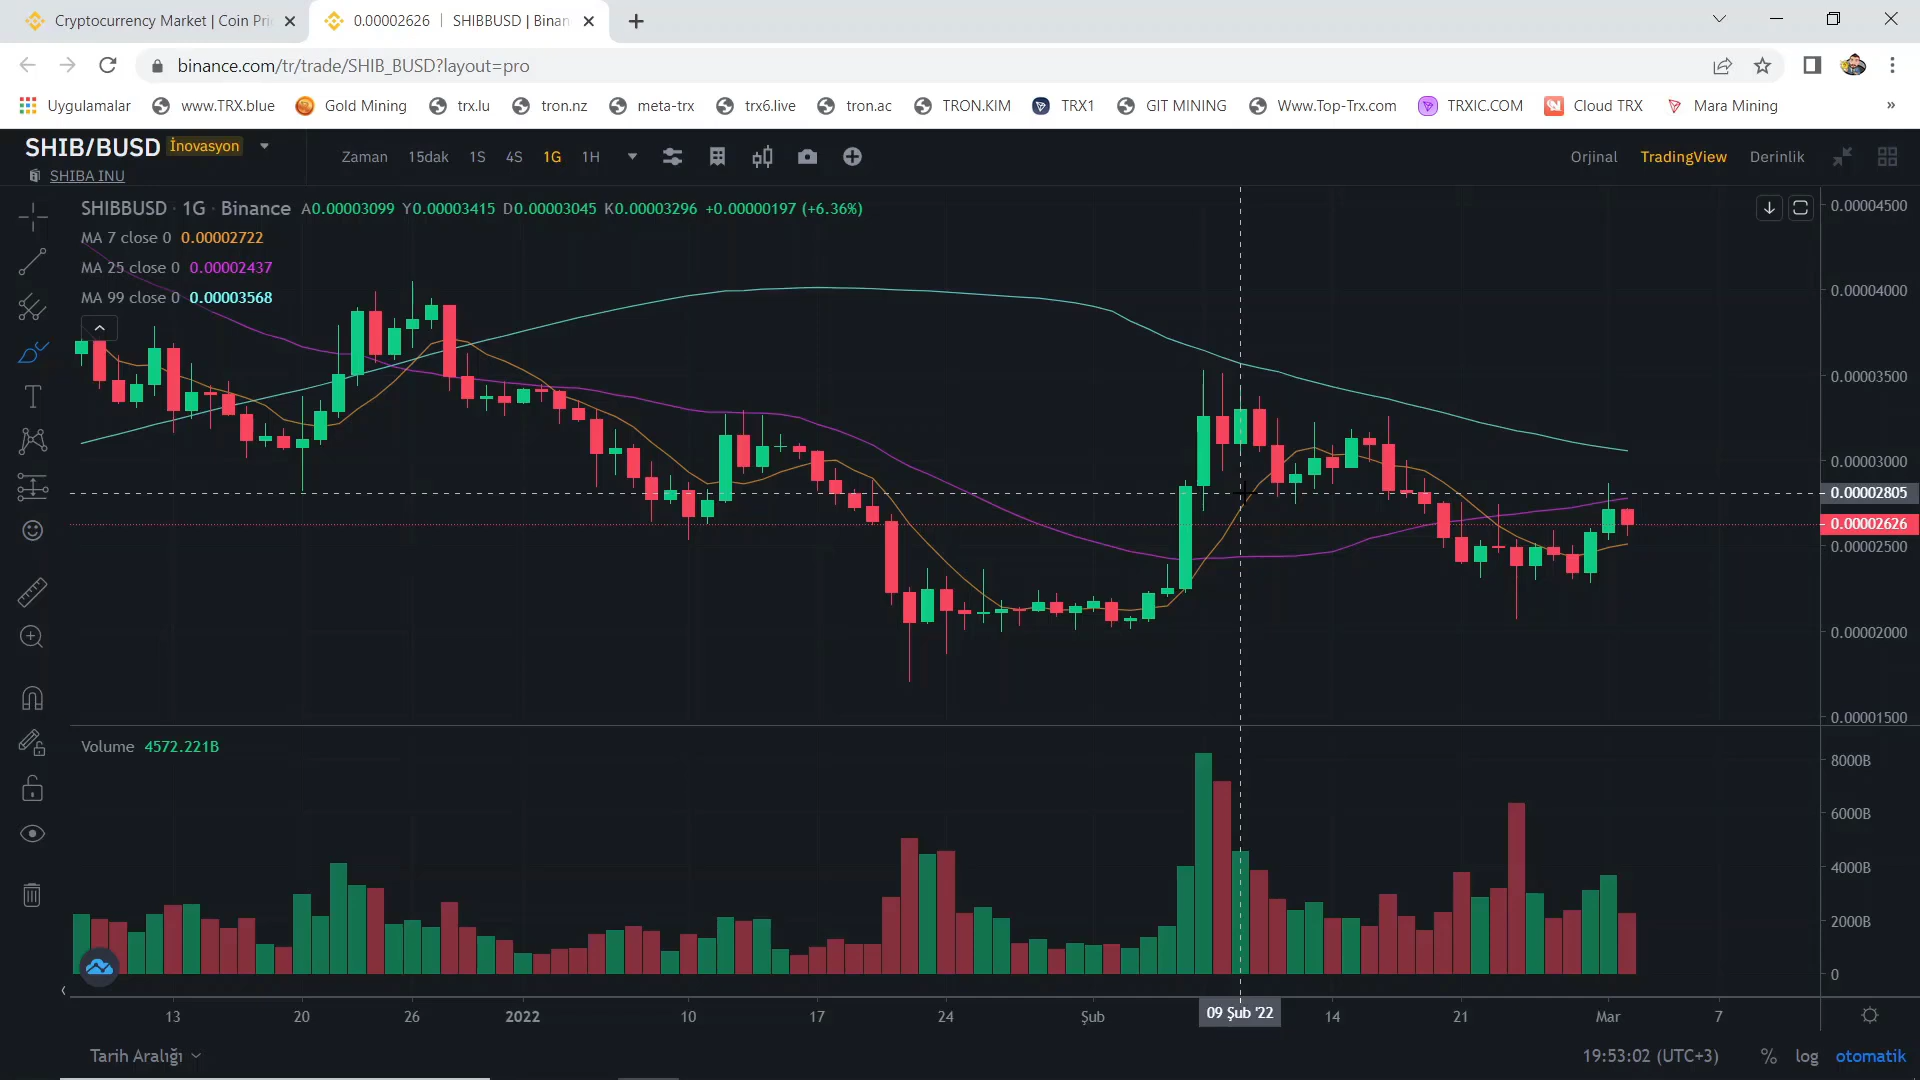 Cryptocurrency Market | Coin Pri
0.00002626 | SHIBBUSD | Binan
binance.com/tr/trade/SHIB_BUSD?layout=pro
Uygulamalar www.TRX.blue Gold Mining trx.lu tron.nz meta-trx trx6.live tron.ac TRON.KIM TRX1 GIT MINING Www.Top-Trx.com TRXIC.COM Cloud TRX Mara Mining »
SHIB/BUSD İnovasyon
SHIBA INU
Zaman 15dak 1S 4S 1G 1H
Orjinal TradingView Derinlik
SHIBBUSD · 1G · Binance A0.00003099 Y0.00003415 D0.00003045 K0.00003296 +0.00000197 (+6.36%)
MA 7 close 0 0.00002722
MA 25 close 0 0.00002437
MA 99 close 0 0.00003568
0.00004500
0.00004000
0.00003500
0.00003000
0.00002805
0.00002626
0.00002500
0.00002000
0.00001500
Volume 4572.221B
8000B
6000B
4000B
2000B
0
13 20 26 2022 10 17 24 Şub 09 Şub '22 14 21 Mar 7
Tarih Aralığı
19:53:02 (UTC+3) % log otomatik